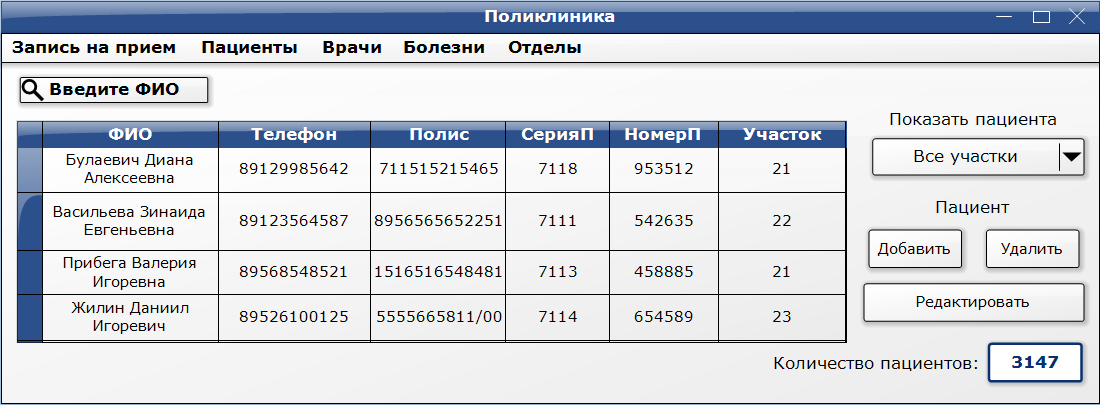 Поликлиника
Запись на прием Пациенты Врачи Болезни Отделы
Введите ФИО
ФИО Телефон Полис СерияП НомерП Участок
Булаевич Диана
Алексеевна 89129985642 711515215465 7118 953512 21
Васильева Зинаида
Евгеньевна 89123564587 8956565652251 7111 542635 22
Прибега Валерия
Игоревна 89568548521 1516516548481 7113 458885 21
Жилин Даниил
Игоревич 89526100125 5555665811/00 7114 654589 23
Показать пациента
Все участки
Пациент
Добавить Удалить
Редактировать
Количество пациентов: 3147